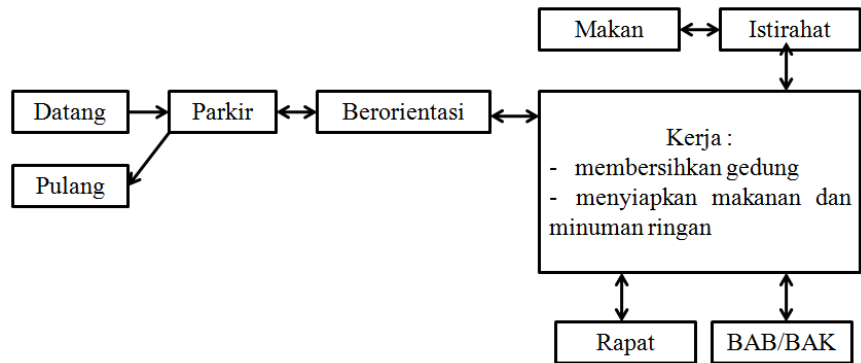 Makan
Istirahat
Datang
Parkir
Berorientasi
Kerja :
- membersihkan gedung
- menyiapkan makanan dan
minuman ringan
Pulang
Rapat
BAB/BAK